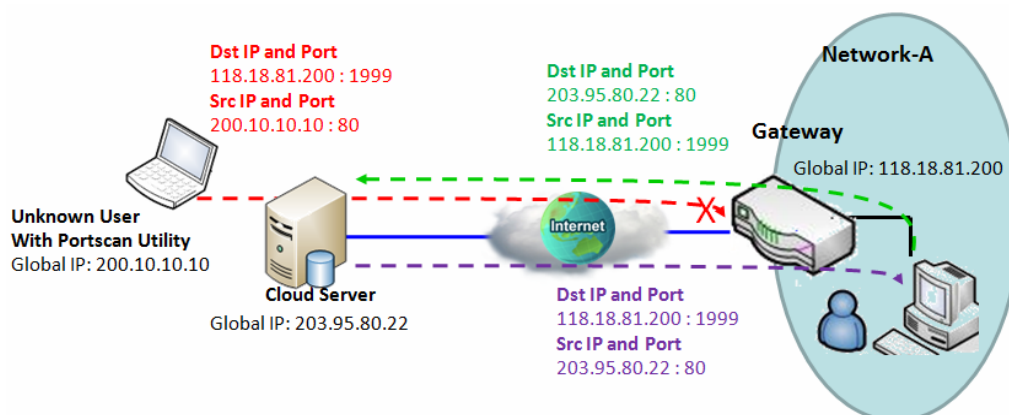 Dst IP and Port
118.18.81.200 : 1999
Src IP and Port
200.10.10.10 : 80
Dst IP and Port
203.95.80.22 : 80
Src IP and Port
118.18.81.200 : 1999
Network-A
Gateway
Global IP: 118.18.81.200
Unknown User
With Portscan Utility
Global IP: 200.10.10.10
X
Internet
Cloud Server
Global IP: 203.95.80.22
Dst IP and Port
118.18.81.200 : 1999
Src IP and Port
203.95.80.22 : 80